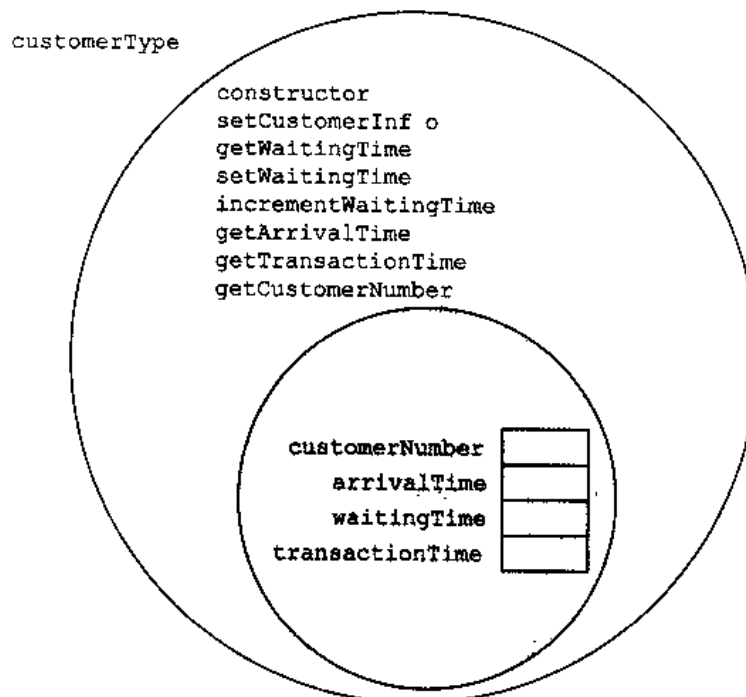 customerType
constructor
setCustomerInf o
getWaitingTime
setWaitingTime
incrementWaitingTime
getArrivalTime
getTransactionTime
getCustomerNumber
customerNumber
arrivalTime
waitingTime
transactionTime